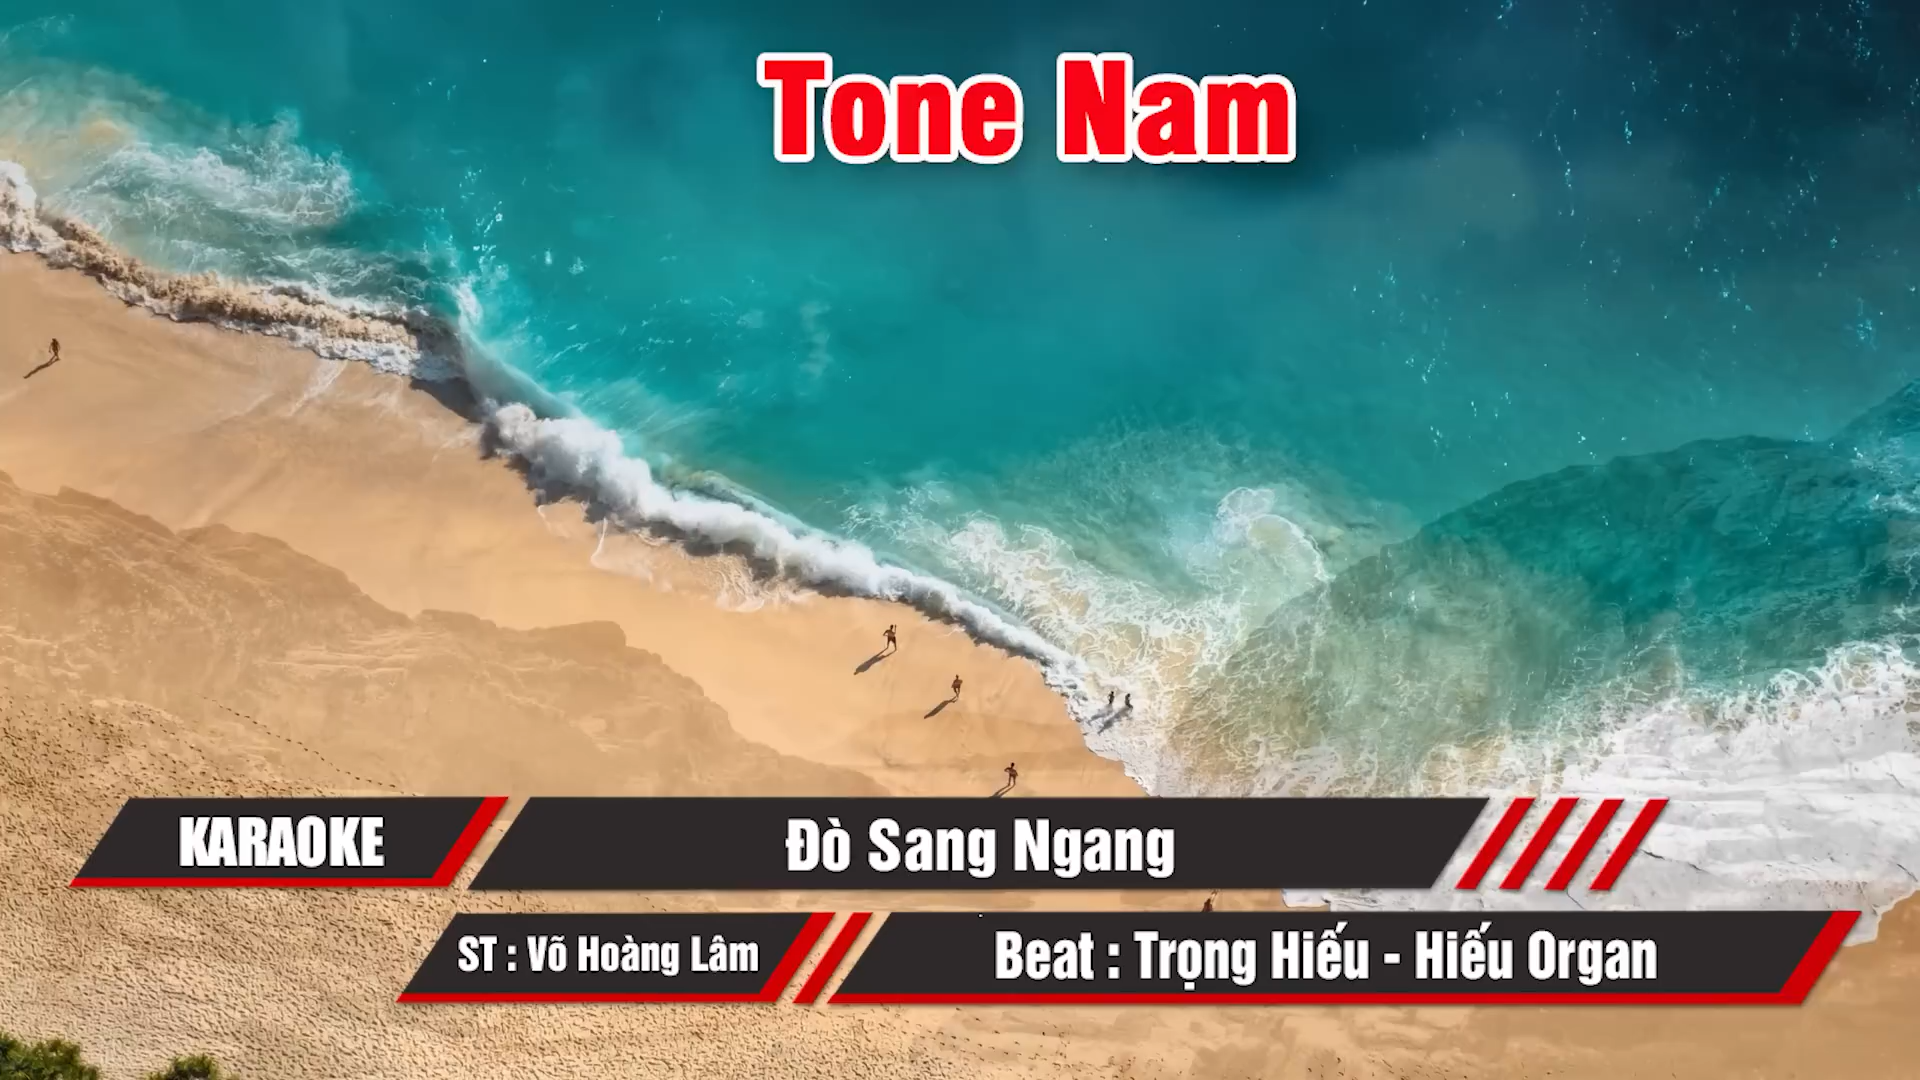 Tone Nam
KARAOKE
Đò Sang Ngang
ST : Võ Hoàng Lâm
Beat : Trọng Hiếu - Hiếu Organ